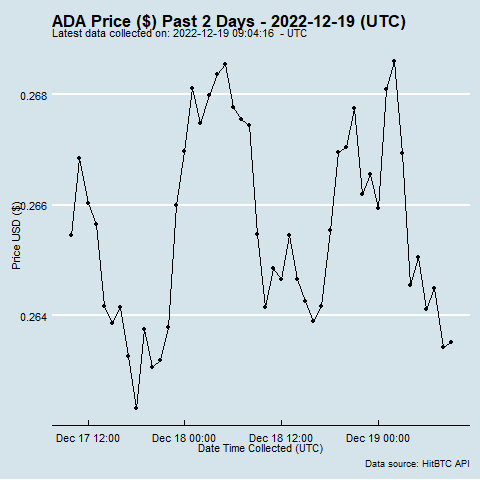 ADA Price ($) Past 2 Days - 2022-12-19 (UTC)
Latest data collected on: 2022-12-19 09:04:16 - UTC
0.268
0.266
0.264
Price USD ($)
Dec 17 12:00 Dec 18 00:00 Dec 18 12:00 Dec 19 00:00
Date Time Collected (UTC)
Data source: HitBTC API